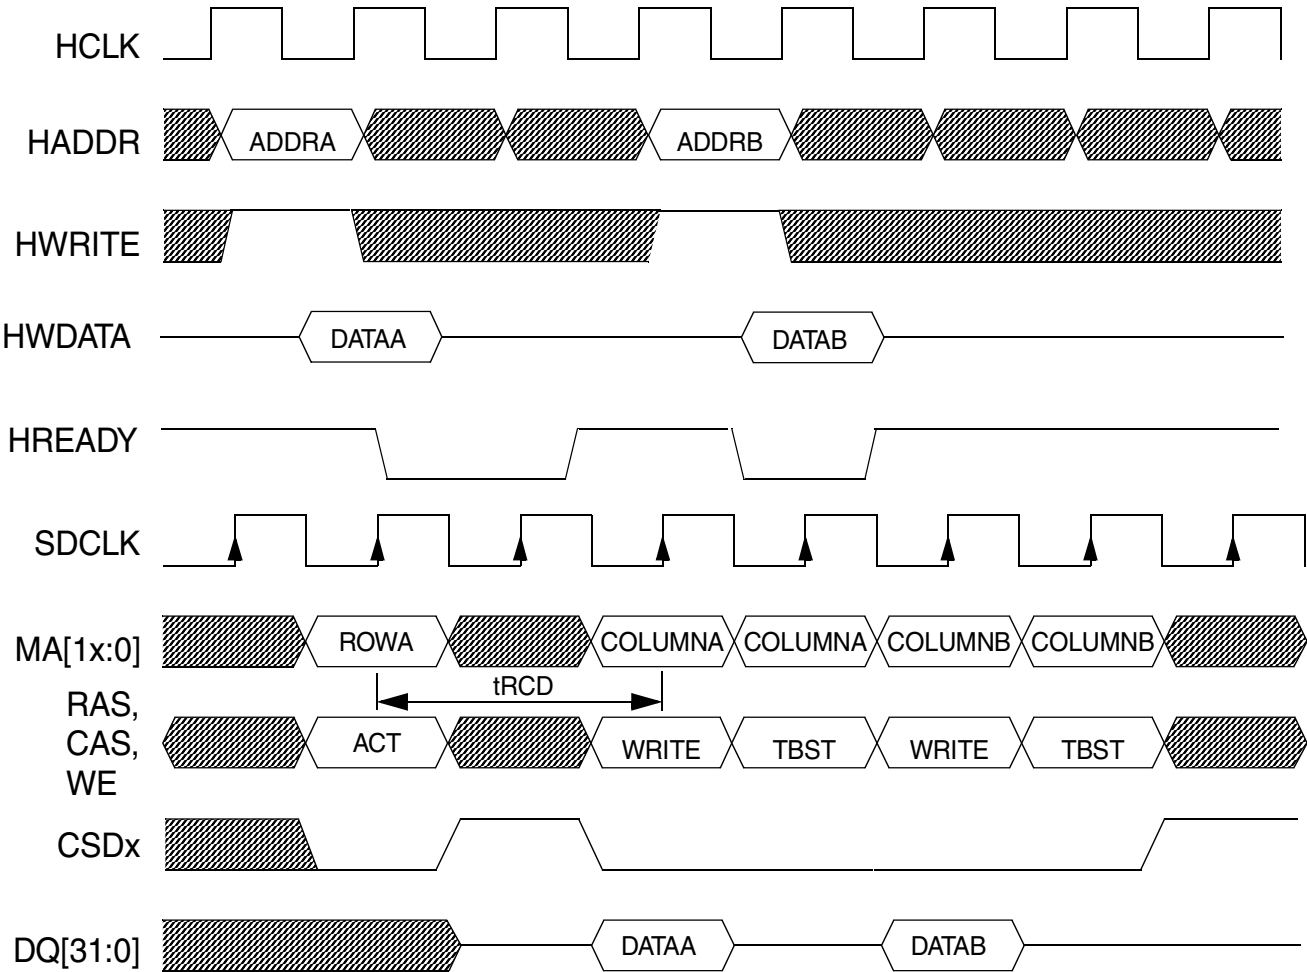 HCLK
HADDR ADDRA ADDRB
HWRITE
HWDATA DATAA DATAB
HREADY
SDCLK
MA[1x:0] ROWA COLUMNA COLUMNA COLUMNB COLUMNB
tRCD
RAS,
CAS, ACT WRITE TBST WRITE TBST
WE
CSDx
DQ[31:0] DATAA DATAB